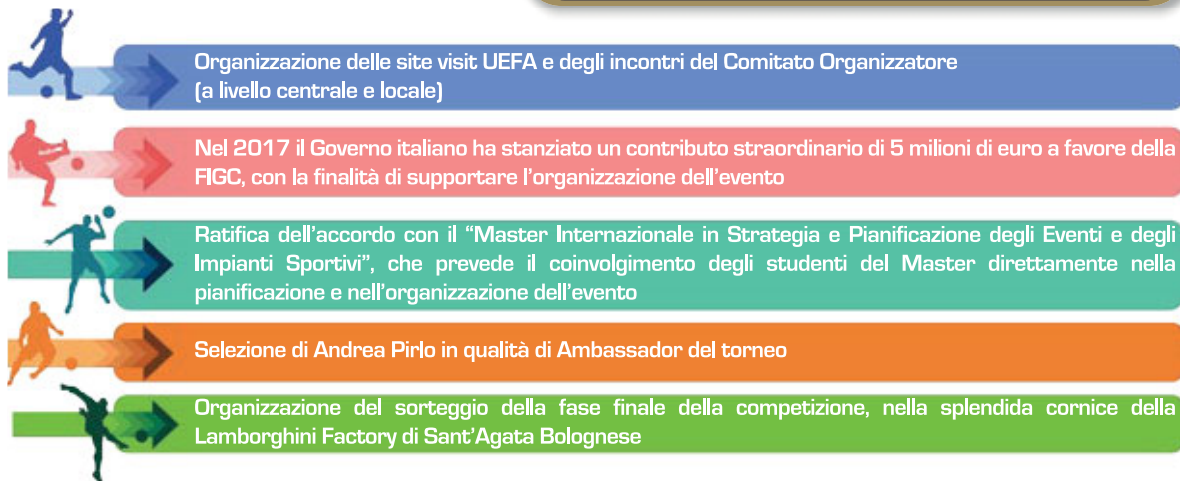 Organizzazione delle site visit UEFA e degli incontri del Comitato Organizzatore
(a livello centrale e locale)
Nel 2017 il Governo italiano ha stanziato un contributo straordinario di 5 milioni di euro a favore della
FIGC, con la finalità di supportare l'organizzazione dell'evento
Ratifica dell'accordo con il "Master Internazionale in Strategia e Pianificazione degli Eventi e degli
Impianti Sportivi", che prevede il coinvolgimento degli studenti del Master direttamente nella
pianificazione e nell'organizzazione dell'evento
Selezione di Andrea Pirlo in qualità di Ambassador del torneo
Organizzazione del sorteggio della fase finale della competizione, nella splendida cornice della
Lamborghini Factory di Sant'Agata Bolognese